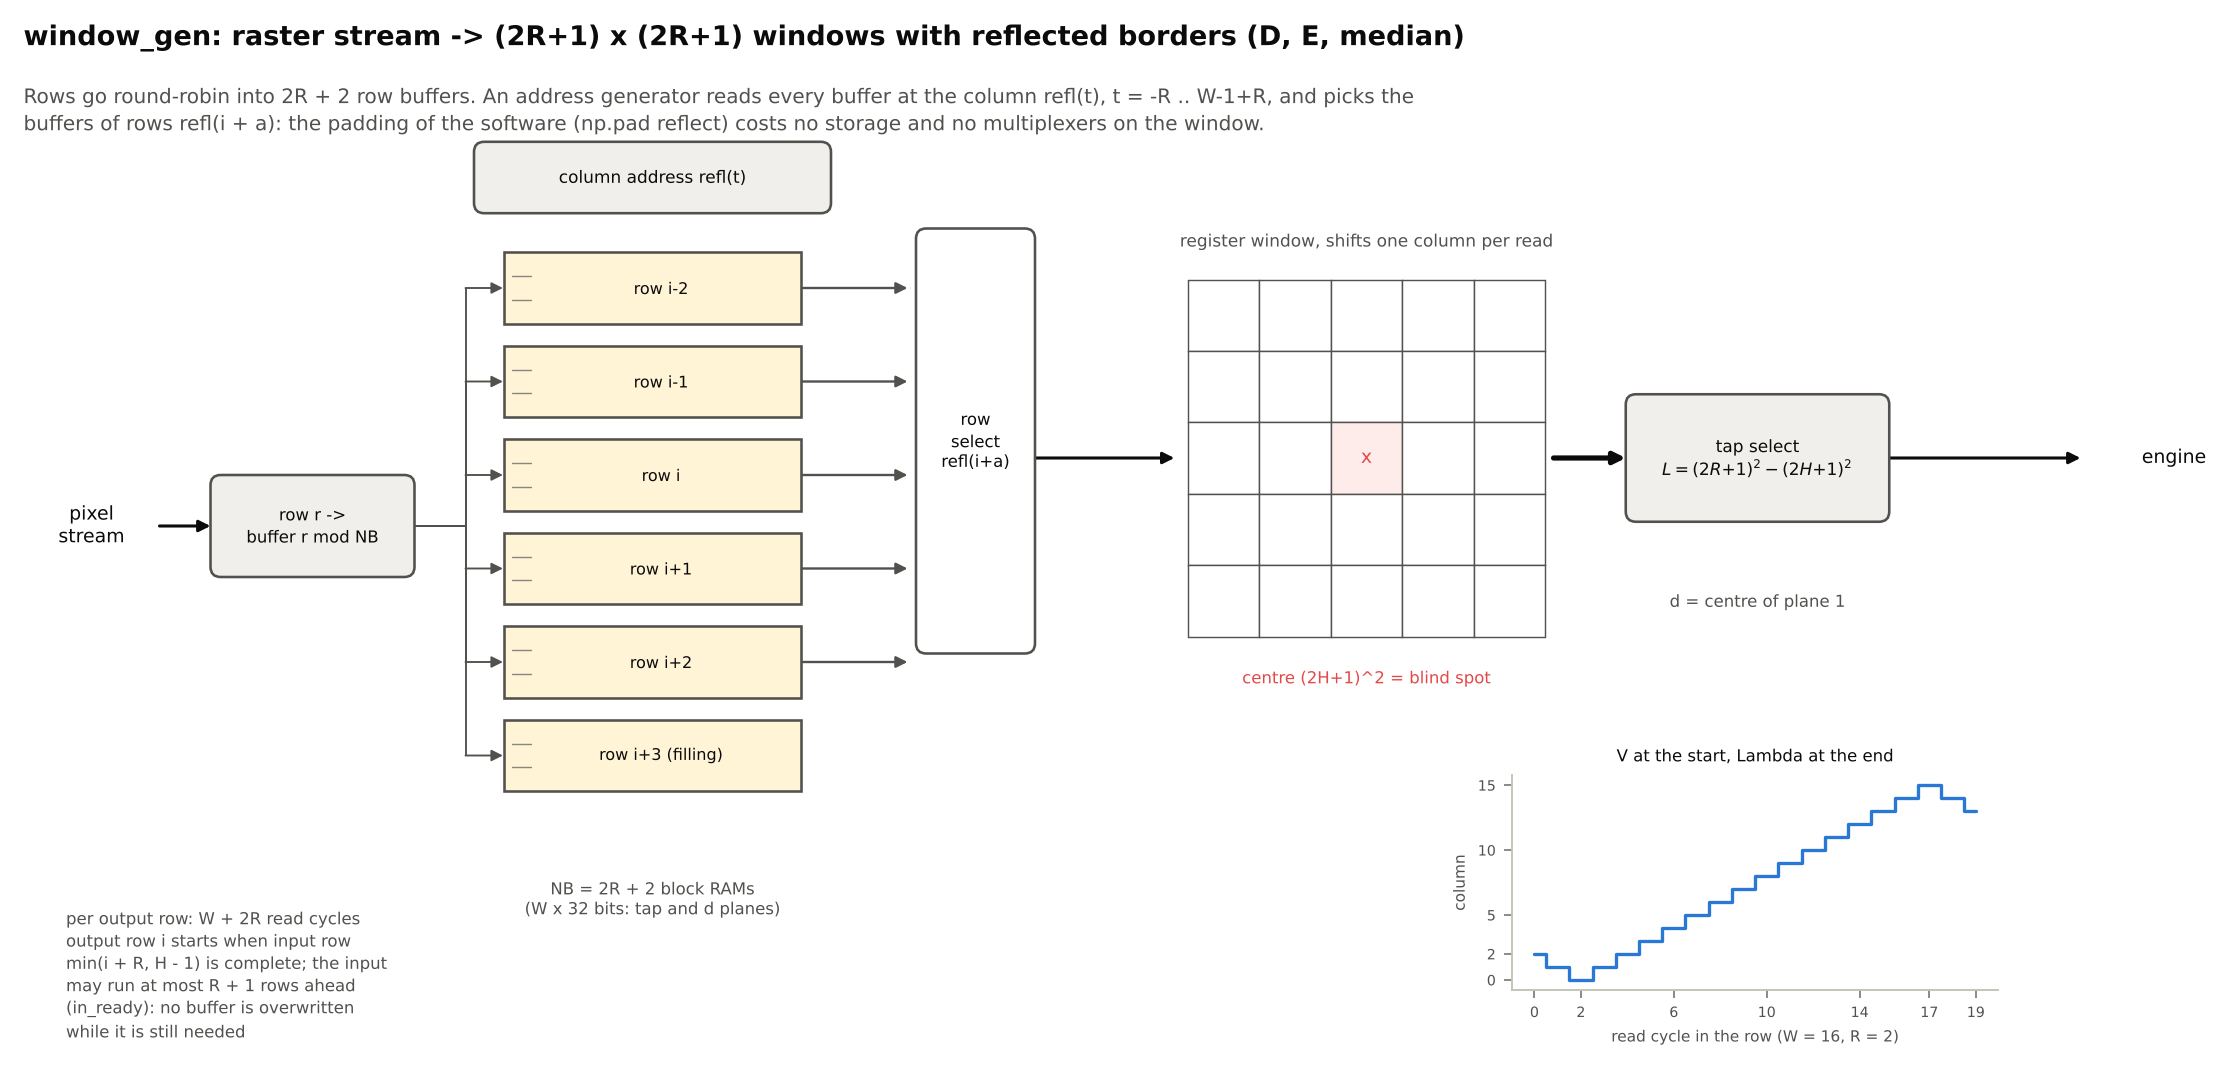 window_gen: raster stream -> (2R+1) x (2R+1) windows with reflected borders (D, E, median)
Rows go round-robin into 2R + 2 row buffers. An address generator reads every buffer at the column refl(t), t = -R .. W-1+R, and picks the
buffers of rows refl(i + a): the padding of the software (np.pad reflect) costs no storage and no multiplexers on the window.
column address refl(t)
pixel
stream
row r ->
buffer r mod NB
row i-2
row i-1
row i
row i+1
row i+2
row i+3 (filling)
NB = 2R + 2 block RAMs
(W x 32 bits: tap and d planes)
row
select
refl(i+a)
register window, shifts one column per read
x
centre (2H+1)^2 = blind spot
tap select
L = (2R+1)² − (2H+1)²
d = centre of plane 1
engine
per output row: W + 2R read cycles
output row i starts when input row
min(i + R, H - 1) is complete; the input
may run at most R + 1 rows ahead
(in_ready): no buffer is overwritten
while it is still needed
V at the start, Lambda at the end
column
15
10
5
2
0
0 2 6 10 14 17 19
read cycle in the row (W = 16, R = 2)